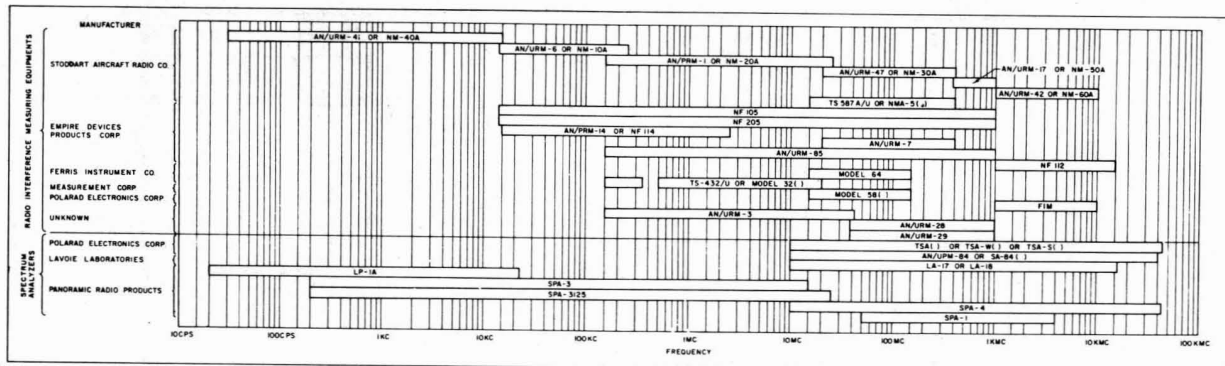 MANUFACTURER
RADIO INTERFERENCE MEASURING EQUIPMENTS
STODDART AIRCRAFT RADIO CO.
AN/URM-41 OR NM-40A
AN/URM-6 OR NM-10A
AN/PRM-1 OR NM-20A
AN/URM-47 OR NM-30A
AN/URM-17 OR NM-50A
AN/URM-42 OR NM-60A
TS 587 A/U OR NMA-5( )
EMPIRE DEVICES
PRODUCTS CORP
NF 105
NF 205
AN/PRM-14 OR NF 114
AN/URM-7
AN/URM-85
NF 112
FERRIS INSTRUMENT CO.
MODEL 64
MEASUREMENT CORP
TS-432/U OR MODEL 32( )
MODEL 58( )
POLARAD ELECTRONICS CORP
FIM
UNKNOWN
AN/URM-3
AN/URM-28
AN/URM-29
SPECTRUM
ANALYZERS
POLARAD ELECTRONICS CORP
TSA( ) OR TSA-W( ) OR TSA-S( )
LAVOIE LABORATORIES
AN/UPM-84 OR SA-84( )
LA-17 OR LA-18
PANORAMIC RADIO PRODUCTS
LP-1A
SPA-3
SPA-3125
SPA-4
SPA-1
10CPS 100CPS 1KC 10KC 100KC 1MC 10MC 100MC 1KMC 10KMC 100KMC
FREQUENCY